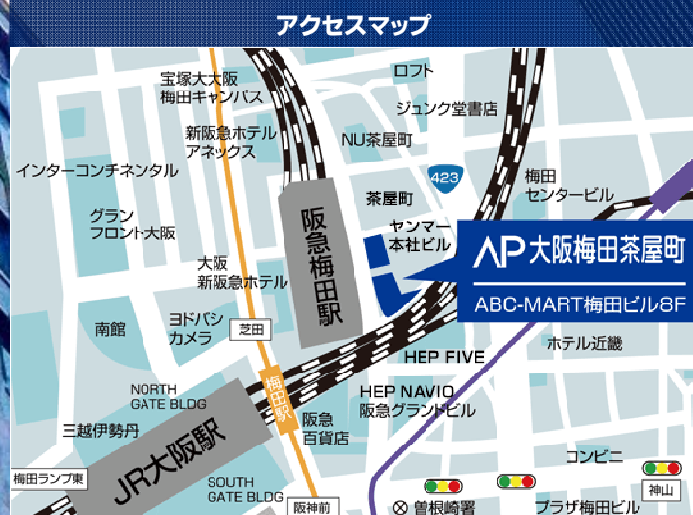 アクセスマップ
宝塚大大阪
梅田キャンパス
ロフト
ジュンク堂書店
新阪急ホテル
アネックス
NU茶屋町
インターコンチネンタル
423
梅田
センタービル
茶屋町
グラン
フロント大阪
阪急梅田駅
ヤンマー
本社ビル
AP大阪梅田茶屋町
ABC-MART梅田ビル8F
大阪
新阪急ホテル
南館
ヨドバシ
カメラ
芝田
ホテル近畿
HEP FIVE
NORTH
GATE BLDG
梅田駅
HEP NAVIO
阪急グランドビル
三越伊勢丹
阪急
百貨店
JR大阪駅
コンビニ
梅田ランプ東
SOUTH
GATE BLDG
神山
阪神前
曽根崎署
プラザ梅田ビル